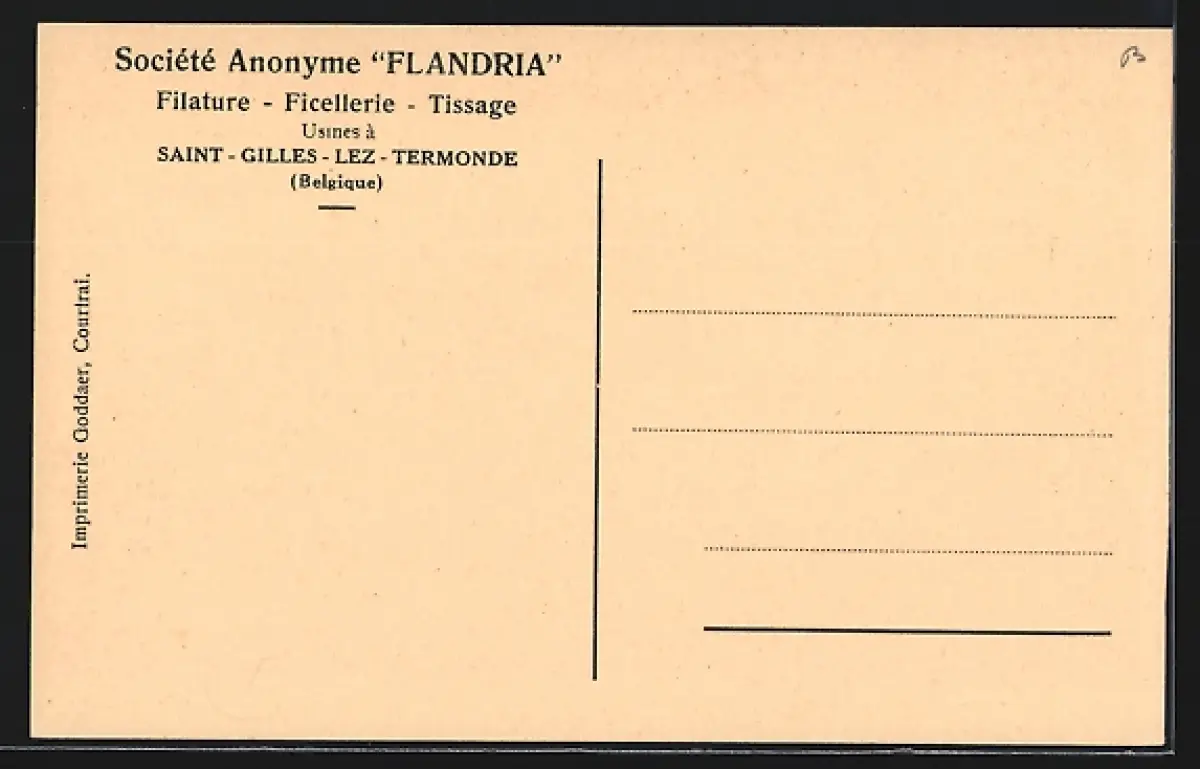 Société Anonyme “FLANDRIA”
Filature - Ficellerie - Tissage
Usines à
SAINT - GILLES - LEZ - TERMONDE
(Belgique)
Imprimerie Goddaer, Courtrai.